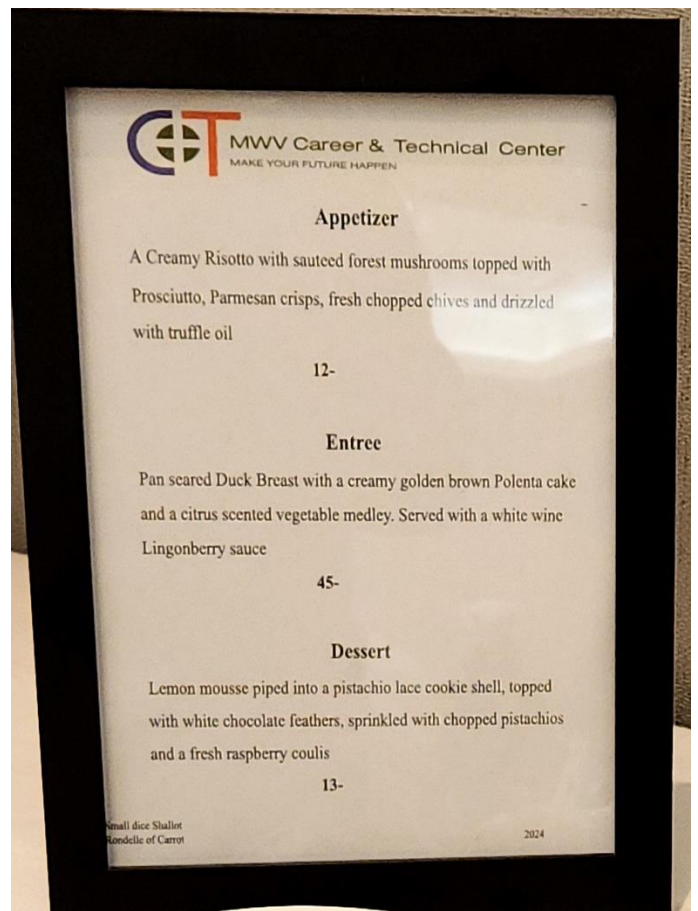 CT MWV Career & Technical Center
MAKE YOUR FUTURE HAPPEN
Appetizer
A Creamy Risotto with sauteed forest mushrooms topped with
Prosciutto, Parmesan crisps, fresh chopped chives and drizzled
with truffle oil
12-
Entree
Pan seared Duck Breast with a creamy golden brown Polenta cake
and a citrus scented vegetable medley. Served with a white wine
Lingonberry sauce
45-
Dessert
Lemon mousse piped into a pistachio lace cookie shell, topped
with white chocolate feathers, sprinkled with chopped pistachios
and a fresh raspberry coulis
13-
Small dice Shallot
Rondelle of Carrot
2024